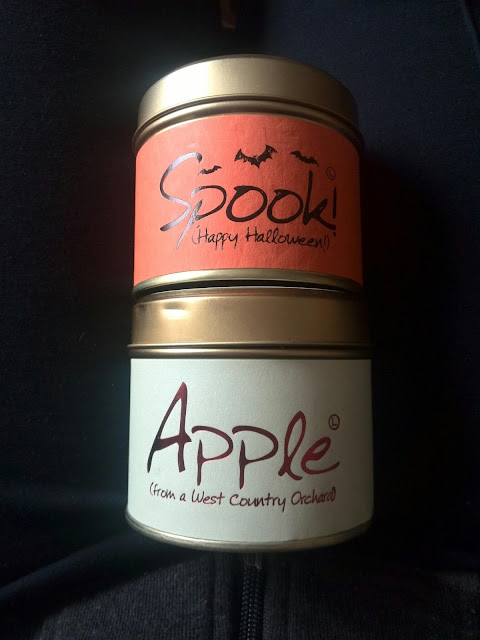 Spook! Ⓛ
(Happy Halloween!)
Apple Ⓛ
(from a West Country Orchard)